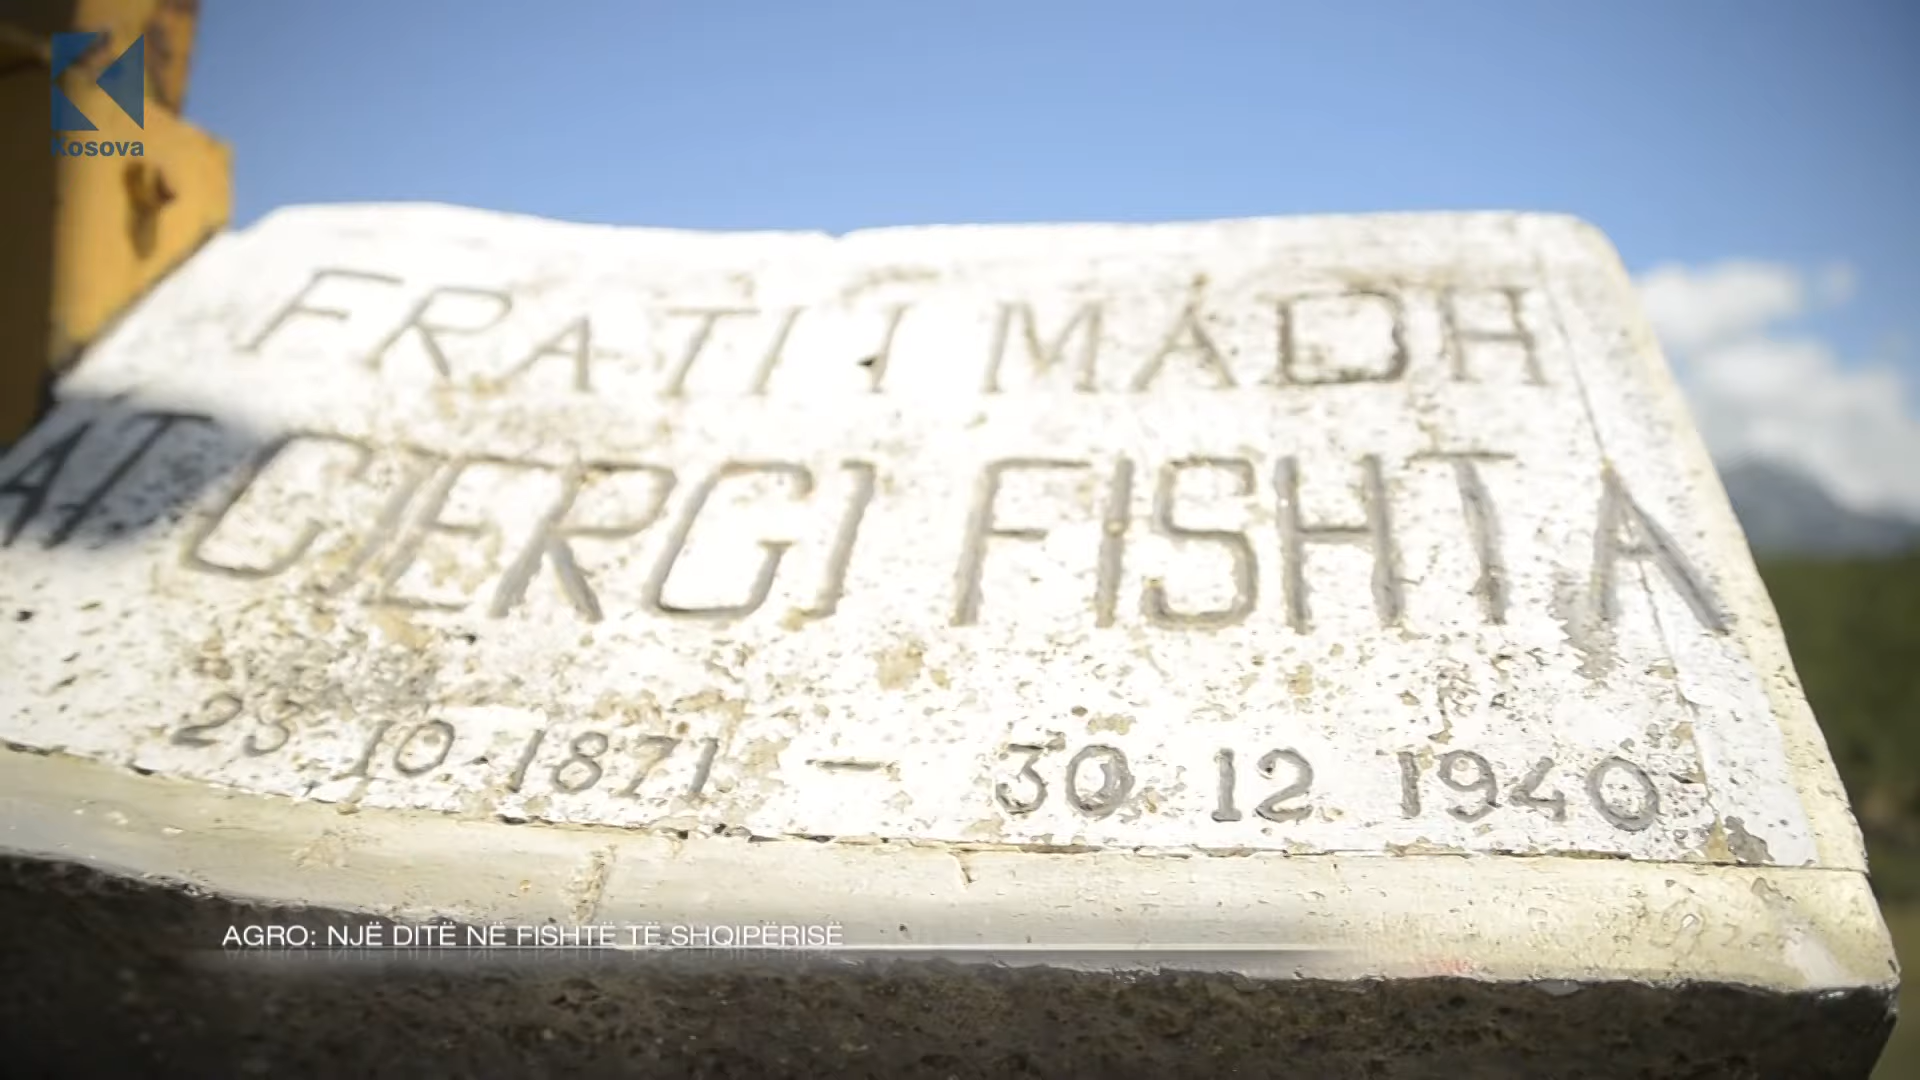 Kosova
FRATI I MADH
AT GJERGJ FISHTA
23 10 1871 – 30 12 1940
AGRO: NJË DITË NË FISHTË TË SHQIPËRISË